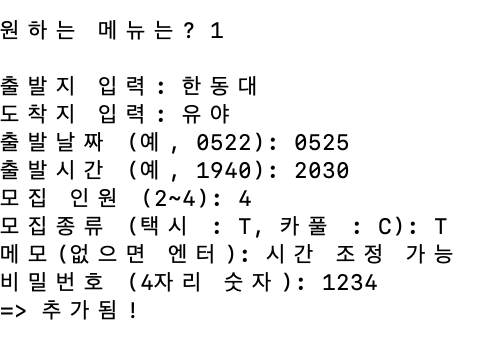 원하는 메뉴는? 1
출발지 입력: 한동대
도착지 입력: 유야
출발날짜 (예, 0522): 0525
출발시간 (예, 1940): 2030
모집 인원 (2~4): 4
모집종류 (택시 : T, 카풀 : C): T
메모(없으면 엔터): 시간 조정 가능
비밀번호 (4자리 숫자): 1234
=> 추가됨!